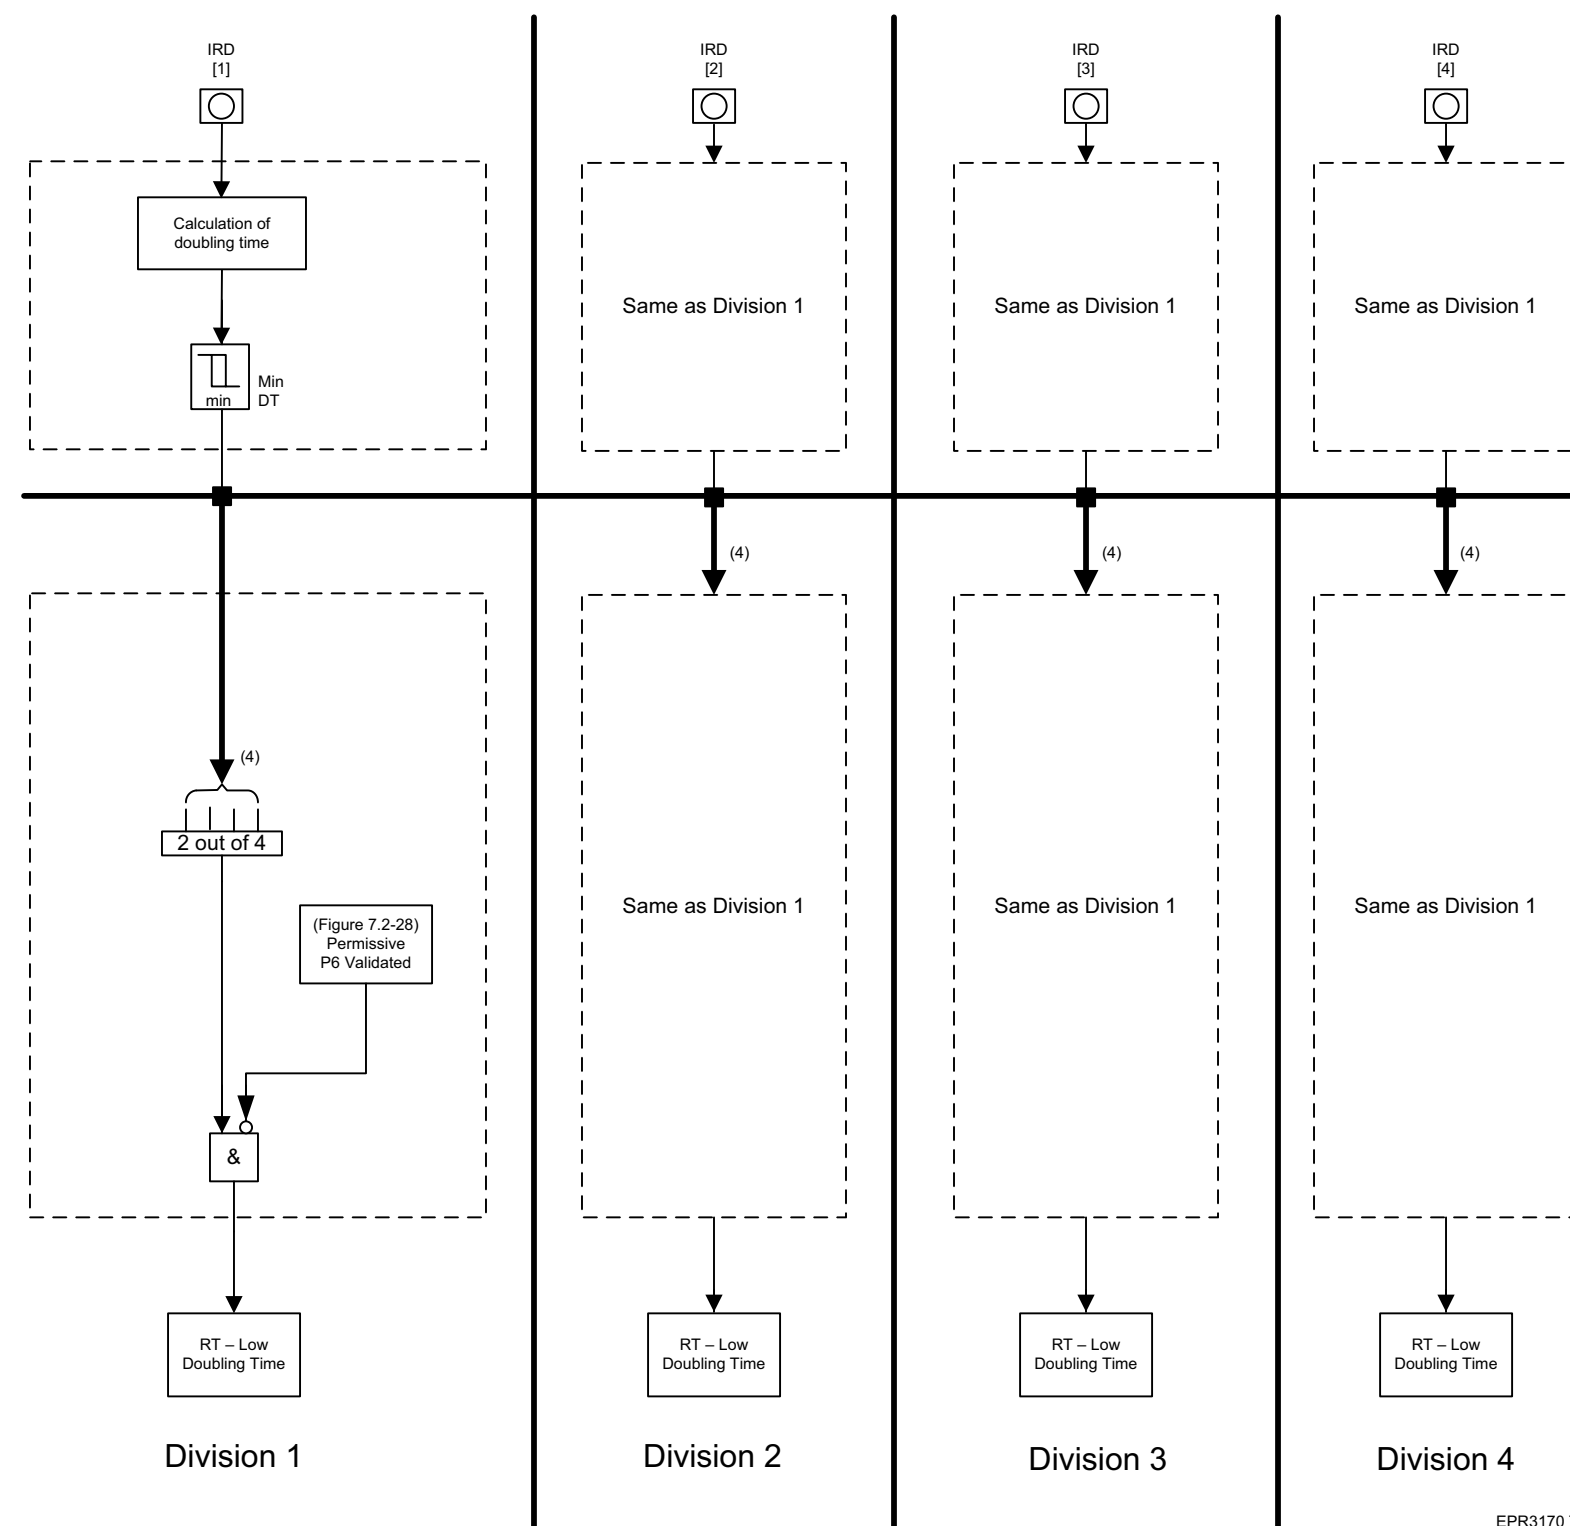 IRD
[1]
IRD
[2]
IRD
[3]
IRD
[4]
Calculation of
doubling time
Same as Division 1
Same as Division 1
Same as Division 1
min
Min
DT
(4)
(4)
(4)
(4)
2 out of 4
(Figure 7.2-28)
Permissive
P6 Validated
Same as Division 1
Same as Division 1
Same as Division 1
&
RT – Low
Doubling Time
RT – Low
Doubling Time
RT – Low
Doubling Time
RT – Low
Doubling Time
Division 1
Division 2
Division 3
Division 4
EPR3170